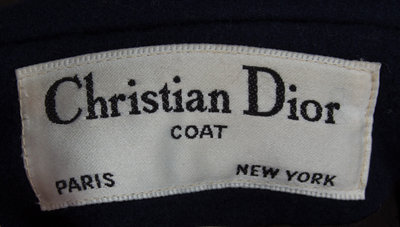 Christian Dior
COAT
PARIS NEW YORK